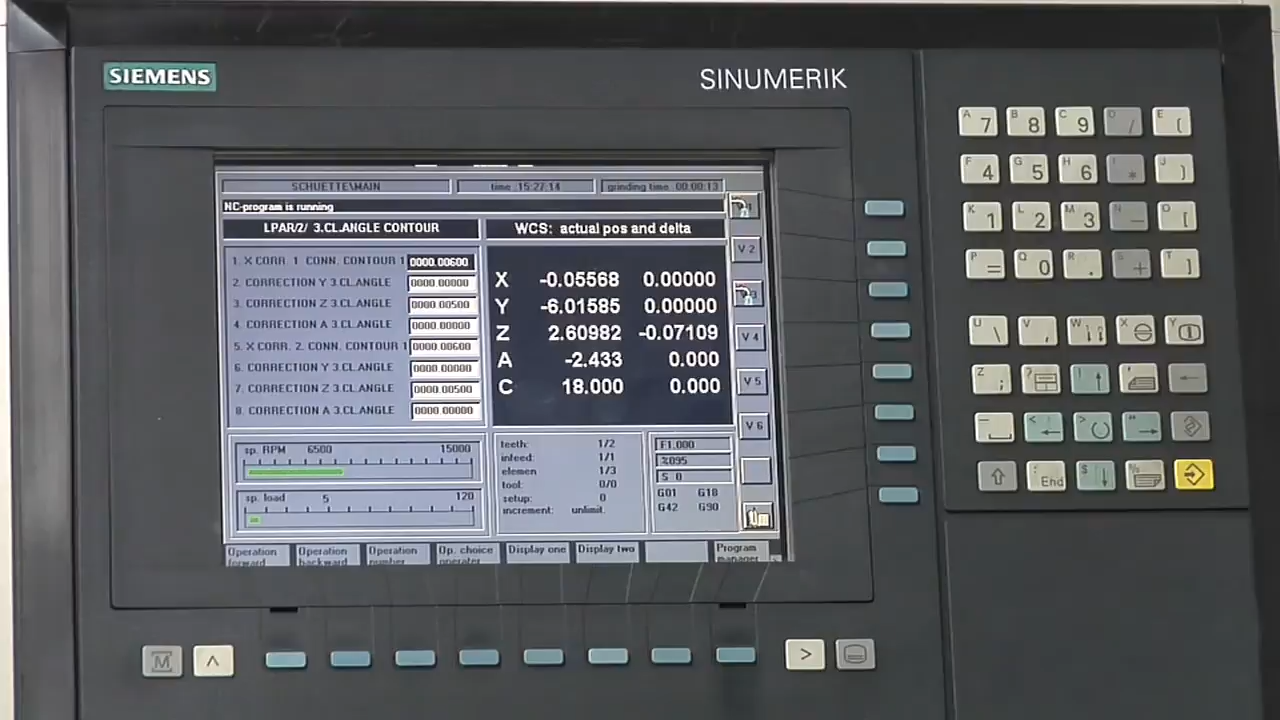 SIEMENS
SINUMERIK
SCHUETTE\MAIN time :15:27:14 grinding time 00:00:13
NC-program is running
LPAR/2/ 3.CL.ANGLE CONTOUR
WCS: actual pos and delta
1. X CORR. 1 CONN. CONTOUR 1 0000.00600
2. CORRECTION Y 3.CL.ANGLE 0000.00000
3. CORRECTION Z 3.CL.ANGLE 0000.00500
4. CORRECTION A 3.CL.ANGLE 0000.00000
5. X CORR. 2. CONN. CONTOUR 1 0000.00600
6. CORRECTION Y 3.CL.ANGLE 0000.00000
7. CORRECTION Z 3.CL.ANGLE 0000.00500
8. CORRECTION A 3.CL.ANGLE 0000.00000
X -0.05568 0.00000
Y -6.01585 0.00000
Z 2.60982 -0.07109
A -2.433 0.000
C 18.000 0.000
V 2
V 4
V 5
V 6
sp. RPM 6500 15000
sp. load 5 120
teeth: 1/2
infeed: 1/1
elemen 1/3
tool: 0/0
setup: 0
increment: unlimit.
F1.000
%095
S 0
G01 G18
G42 G90
Operation forward
Operation backward
Operation number
Op. choice operater
Display one
Display two
Program manager
A 7 B 8 C 9 D / E (
F 4 G 5 H 6 I * J )
K 1 L 2 M 3 N _ O [
P = Q 0 R . S + T ]
U \ V , W X Y
Z ; ?
End
M ^ >